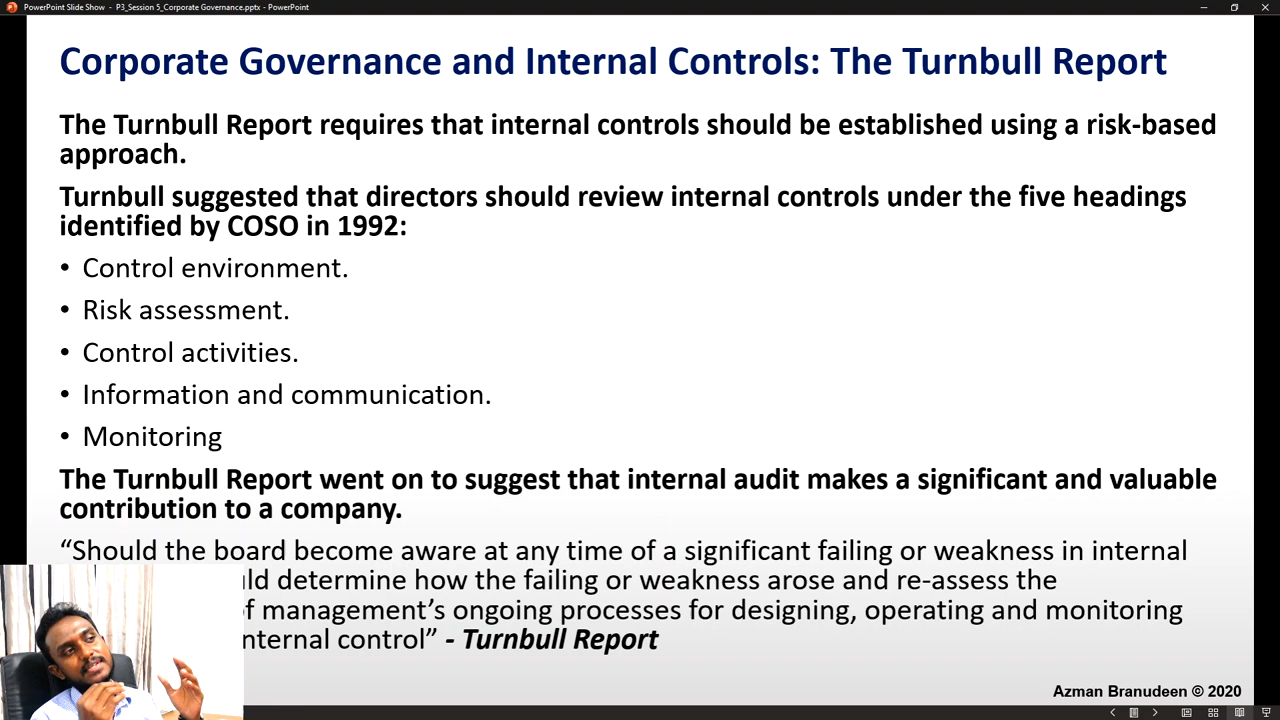 PowerPoint Slide Show - P3_Session 5_Corporate Governance.pptx - PowerPoint
Corporate Governance and Internal Controls: The Turnbull Report
The Turnbull Report requires that internal controls should be established using a risk-based
approach.
Turnbull suggested that directors should review internal controls under the five headings
identified by COSO in 1992:
• Control environment.
• Risk assessment.
• Control activities.
• Information and communication.
• Monitoring
The Turnbull Report went on to suggest that internal audit makes a significant and valuable
contribution to a company.
“Should the board become aware at any time of a significant failing or weakness in internal
determine how the failing or weakness arose and re-assess the
management’s ongoing processes for designing, operating and monitoring
control” - Turnbull Report
Azman Branudeen © 2020